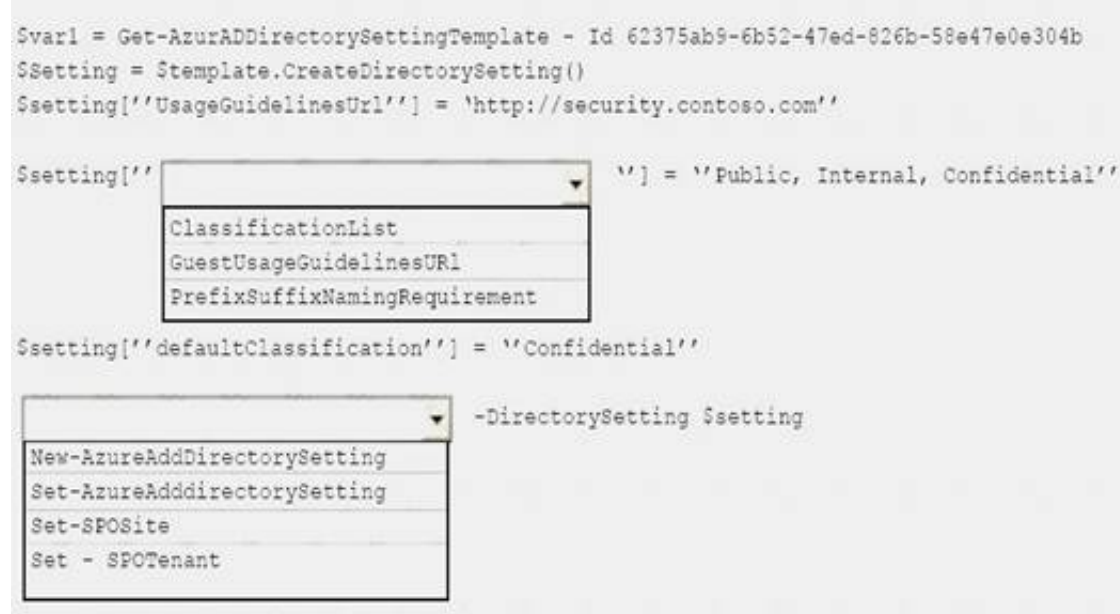 $var1 = Get-AzurADDirectorySettingTemplate - Id 62375ab9-6b52-47ed-826b-58e47e0e304b
$Setting = $template.CreateDirectorySetting()
$setting[''UsageGuidelinesUrl''] = 'http://security.contoso.com''
$setting['' ''] = ''Public, Internal, Confidential''
ClassificationList
GuestUsageGuidelinesURl
PrefixSuffixNamingRequirement
$setting[''defaultClassification''] = ''Confidential''
-DirectorySetting $setting
New-AzureAddDirectorySetting
Set-AzureAdddirectorySetting
Set-SPOSite
Set - SPOTenant